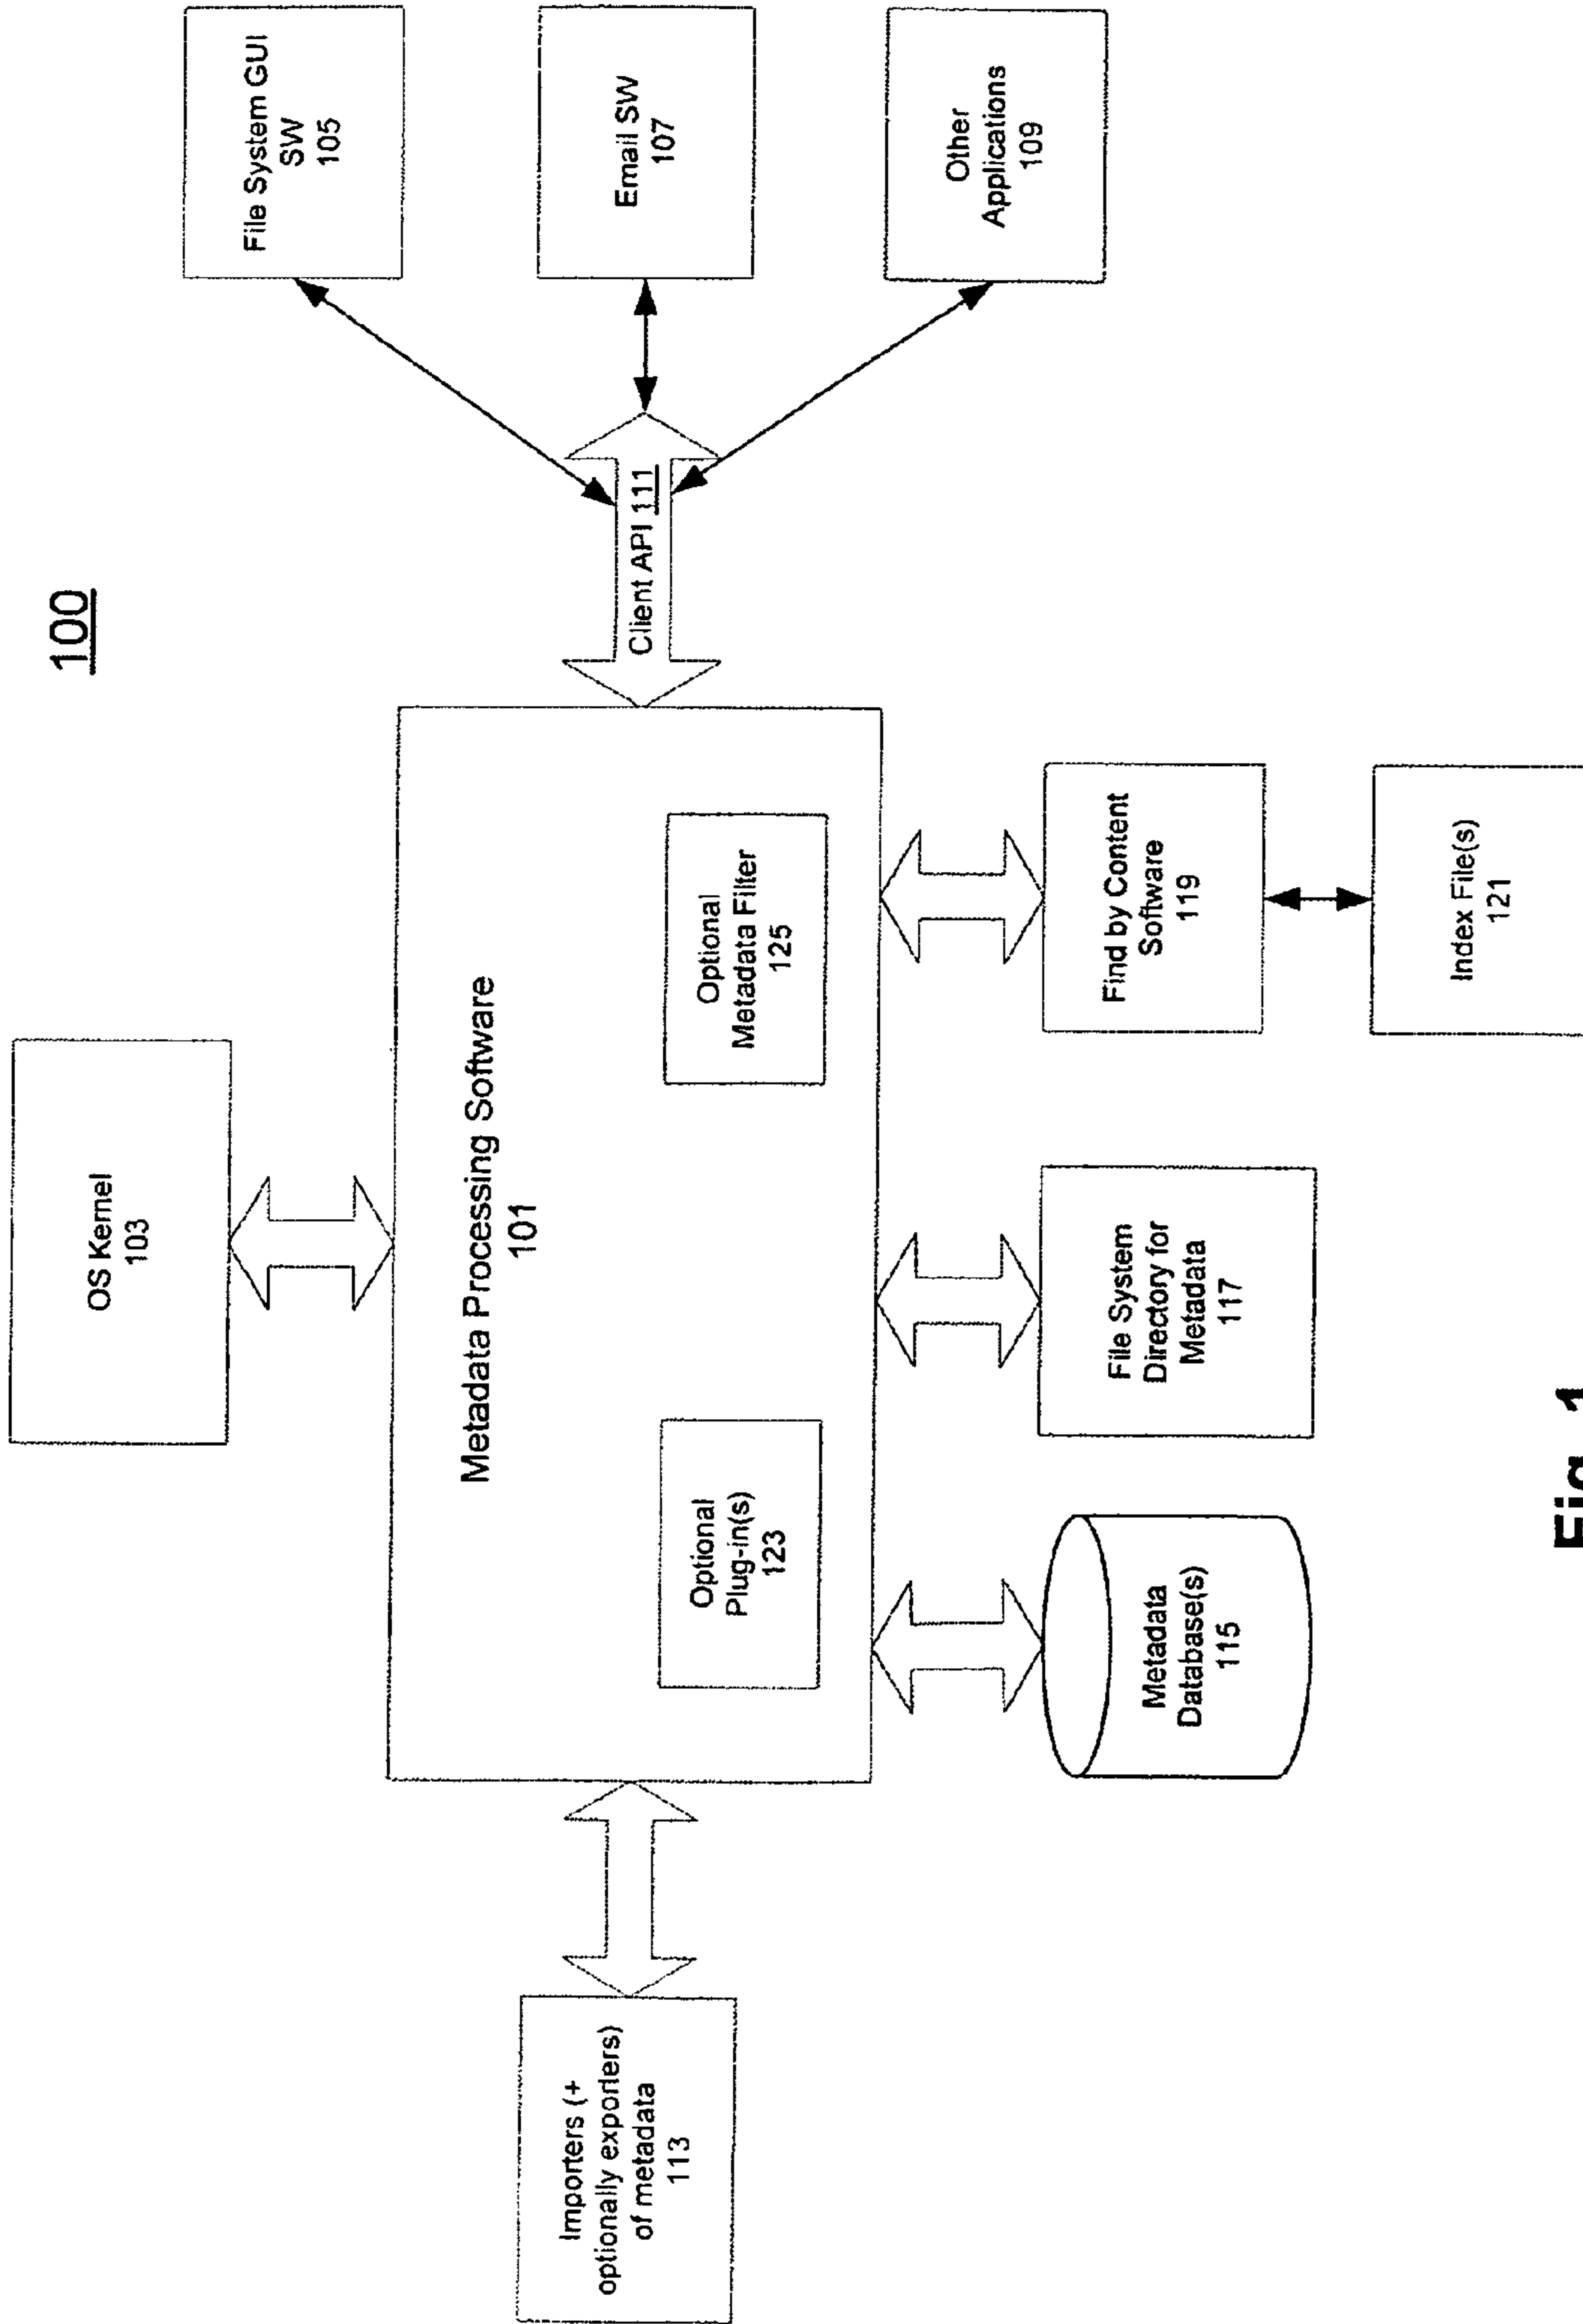 100
OS Kernel
103
File System GUI
SW
105
Email SW
107
Other
Applications
109
Client API 111
Metadata Processing Software
101
Optional
Plug-in(s)
123
Optional
Metadata Filter
125
Importers (+
optionally exporters)
of metadata
113
Metadata
Database(s)
115
File System
Directory for
Metadata
117
Find by Content
Software
119
Index File(s)
121
Fig. 1